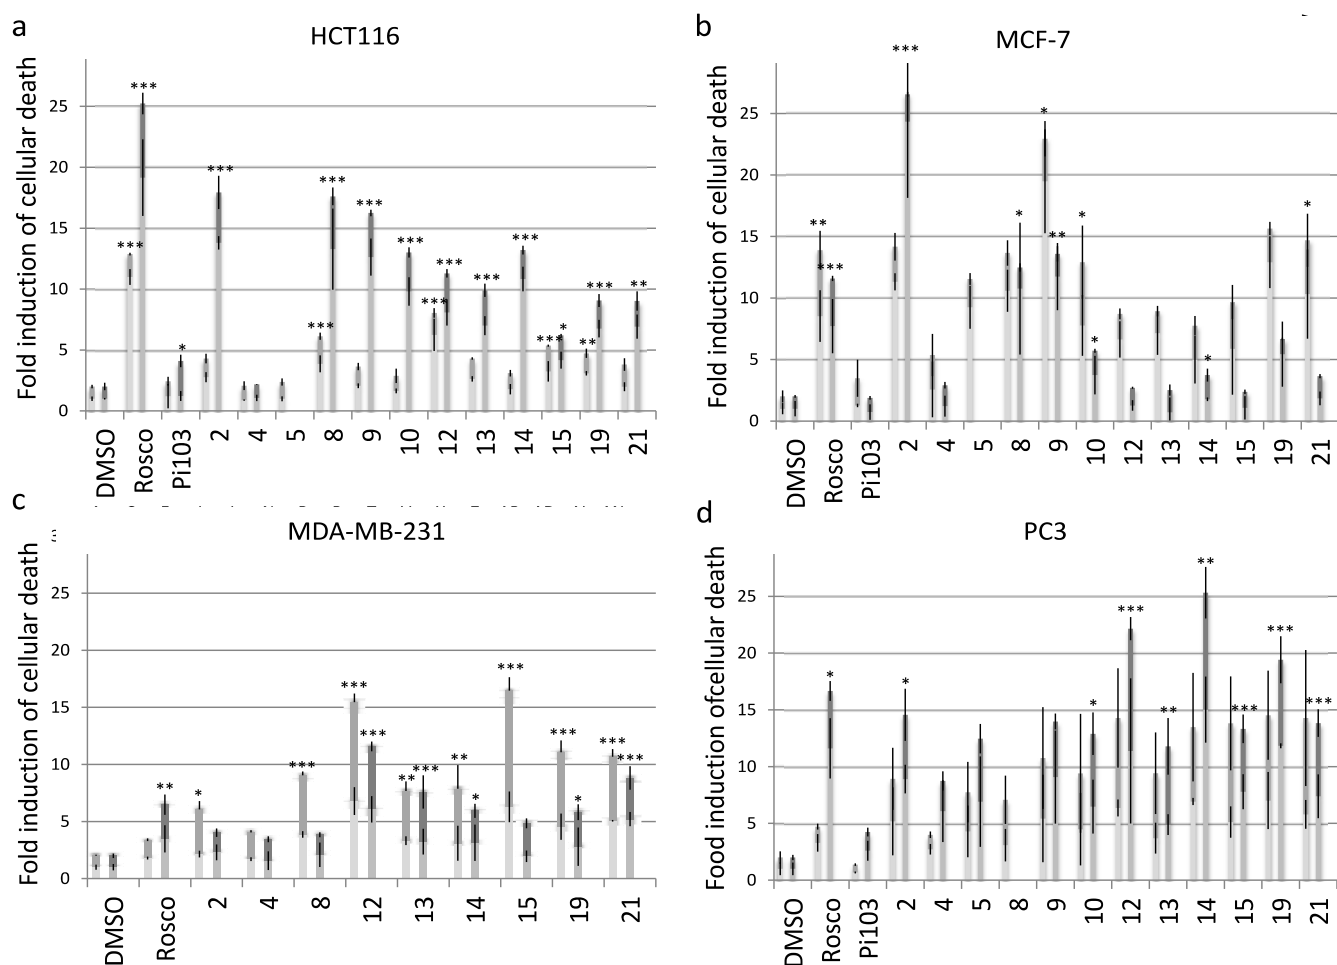 a
HCT116
Fold induction of cellular death
25
20
15
10
5
0
*** *** * *** *** *** *** *** *** *** *** *** *** * ** *** **
DMSO Rosco Pi103 2 4 5 8 9 10 12 13 14 15 19 21
b
MCF-7
Fold induction of cellular death
25
20
15
10
5
0
** *** *** * * ** * * * *
DMSO Rosco Pi103 2 4 5 8 9 10 12 13 14 15 19 21
c
MDA-MB-231
Fold induction of cellular death
25
20
15
10
5
0
** * *** *** *** ** *** ** * *** *** * *** ***
DMSO Rosco 2 4 8 12 13 14 15 19 21
d
PC3
Food induction ofcellular death
25
20
15
10
5
0
* * * *** ** ** *** *** ***
DMSO Rosco Pi103 2 4 5 8 9 10 12 13 14 15 19 21